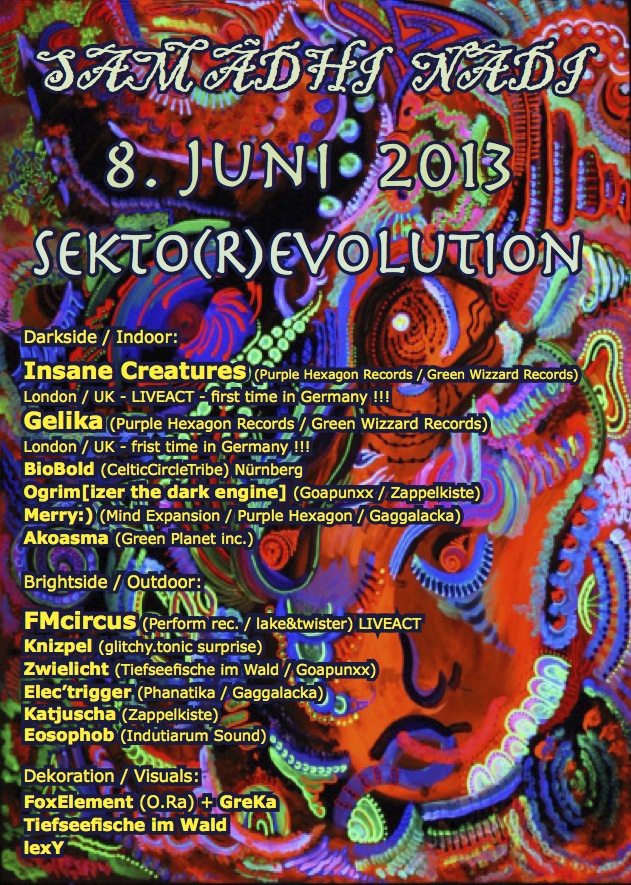 SAMÃDHI NADI
8. JUNI 2013
SEKTO(R)EVOLUTION
Darkside / Indoor:
Insane Creatures (Purple Hexagon Records / Green Wizzard Records)
London / UK - LIVEACT - first time in Germany !!!
Gelika (Purple Hexagon Records / Green Wizzard Records)
London / UK - frist time in Germany !!!
BioBold (CelticCircleTribe) Nürnberg
Ogrim[izer the dark engine] (Goapunxx / Zappelkiste)
Merry:) (Mind Expansion / Purple Hexagon / Gaggalacka)
Akoasma (Green Planet inc.)
Brightside / Outdoor:
FMcircus (Perform rec. / lake&twister) LIVEACT
Knizpel (glitchy.tonic surprise)
Zwielicht (Tiefseefische im Wald / Goapunxx)
Elec'trigger (Phanatika / Gaggalacka)
Katjuscha (Zappelkiste)
Eosophob (Indútiarum Sound)
Dekoration / Visuals:
FoxElement (O.Ra) + GreKa
Tiefseefische im Wald
lexY